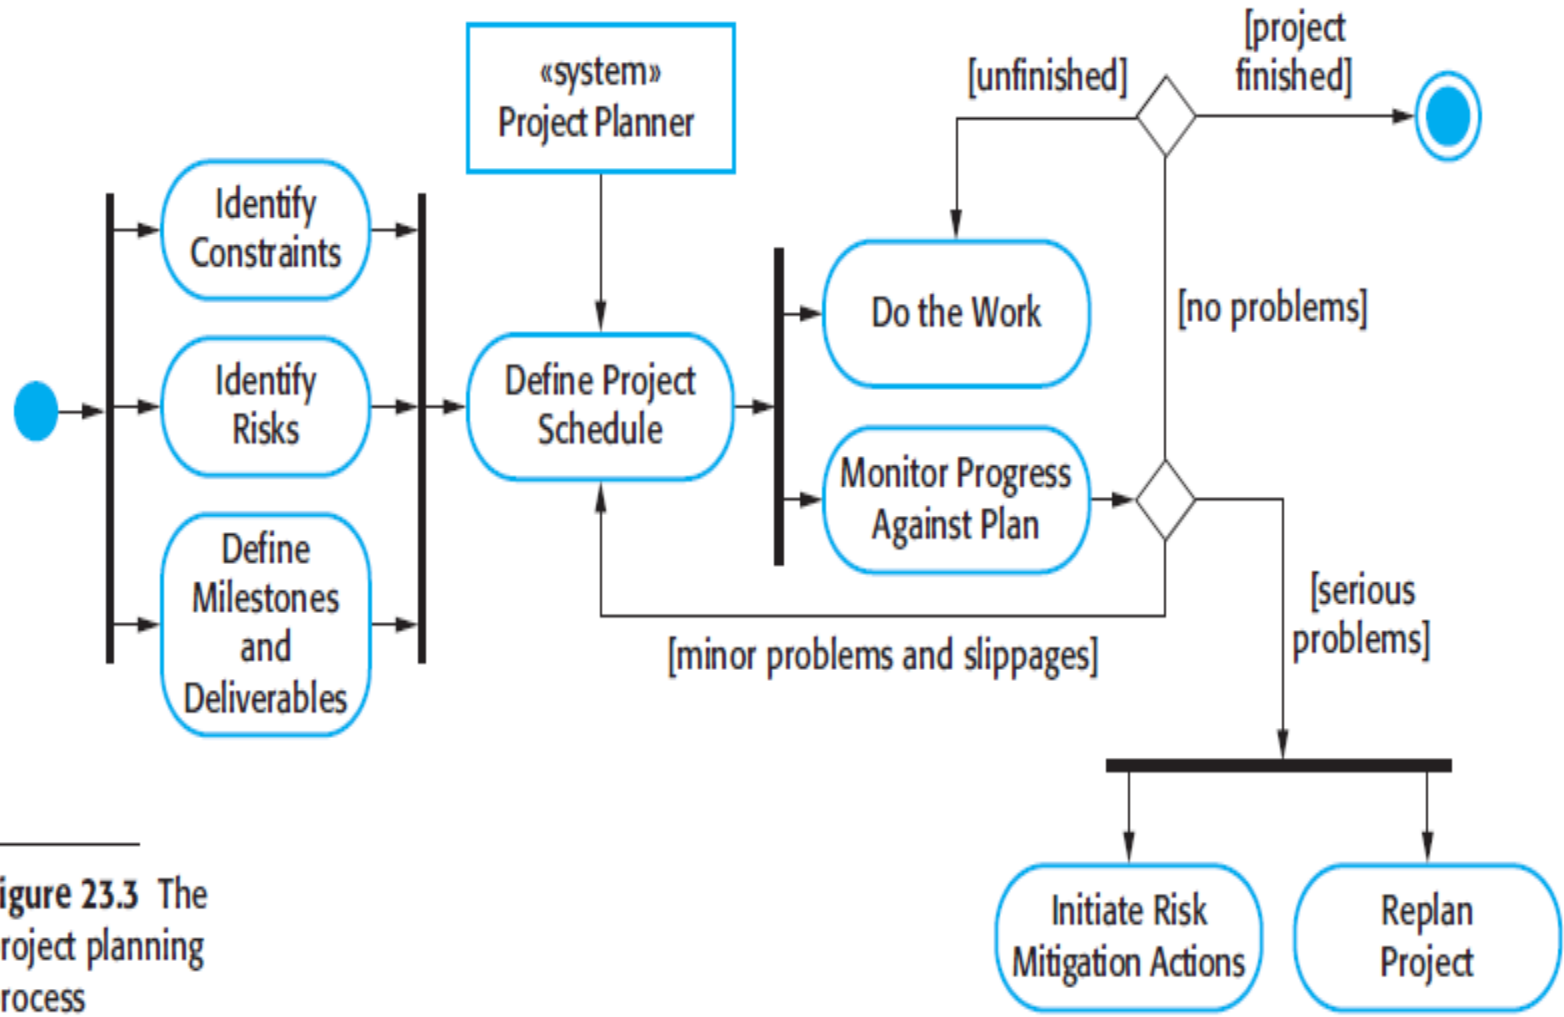 «system»
Project Planner
[unfinished]
[project
finished]
Identify
Constraints
Identify
Risks
Define
Milestones
and
Deliverables
Define Project
Schedule
Do the Work
[no problems]
Monitor Progress
Against Plan
[minor problems and slippages]
[serious
problems]
Initiate Risk
Mitigation Actions
Replan
Project
igure 23.3 The
roject planning
rocess